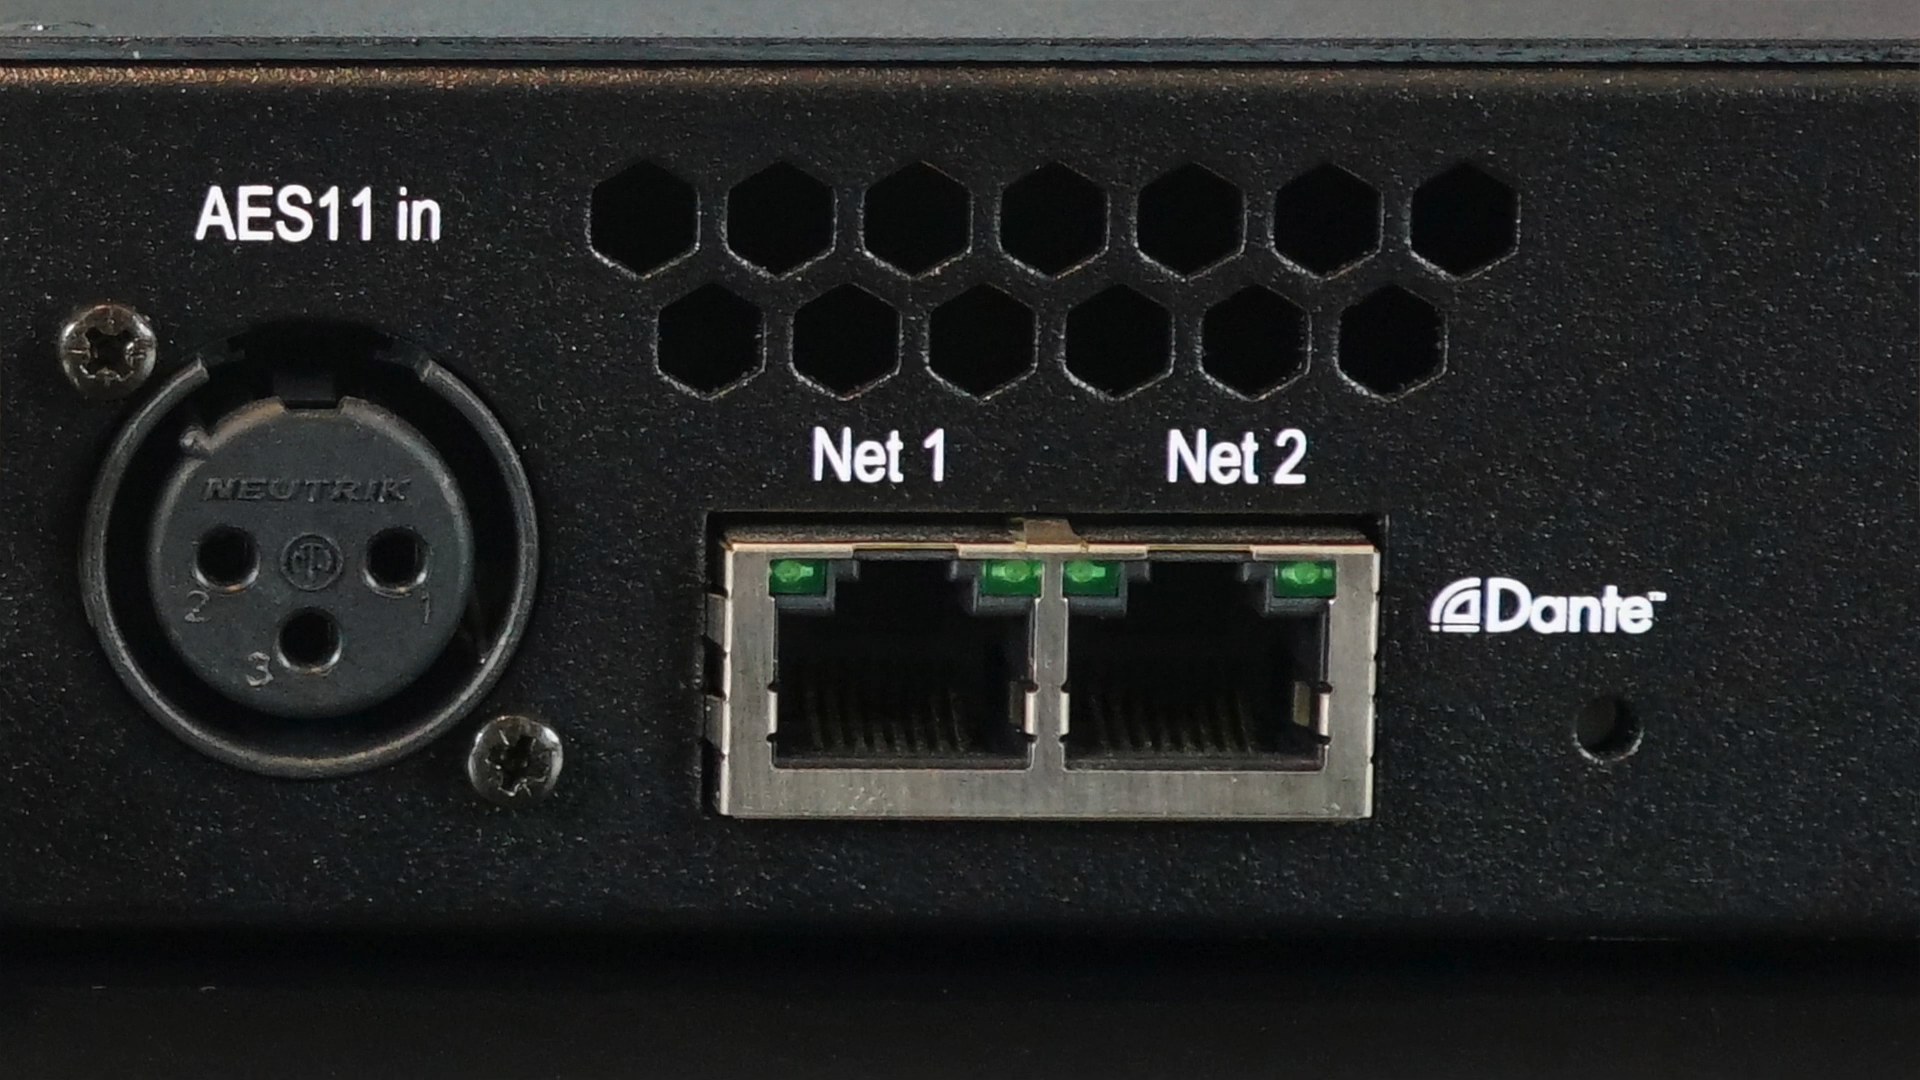 AES11 in
Net 1
Net 2
NEUTRIK
2
1
3
Dante™